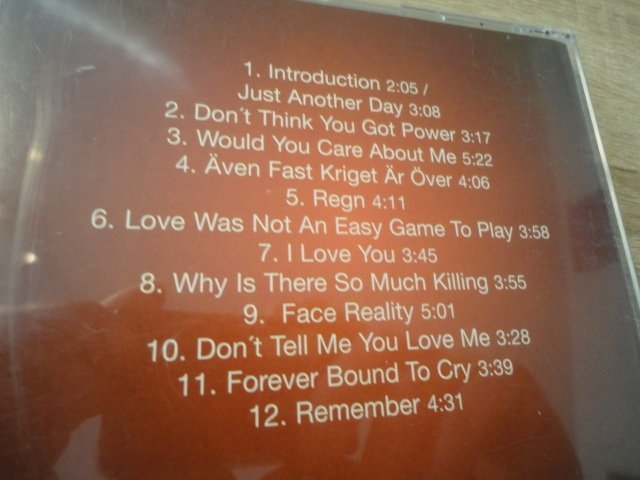 1. Introduction 2:05 /
Just Another Day 3:08
2. Don´t Think You Got Power 3:17
3. Would You Care About Me 5:22
4. Även Fast Kriget Är Över 4:06
5. Regn 4:11
6. Love Was Not An Easy Game To Play 3:58
7. I Love You 3:45
8. Why Is There So Much Killing 3:55
9. Face Reality 5:01
10. Don´t Tell Me You Love Me 3:28
11. Forever Bound To Cry 3:39
12. Remember 4:31